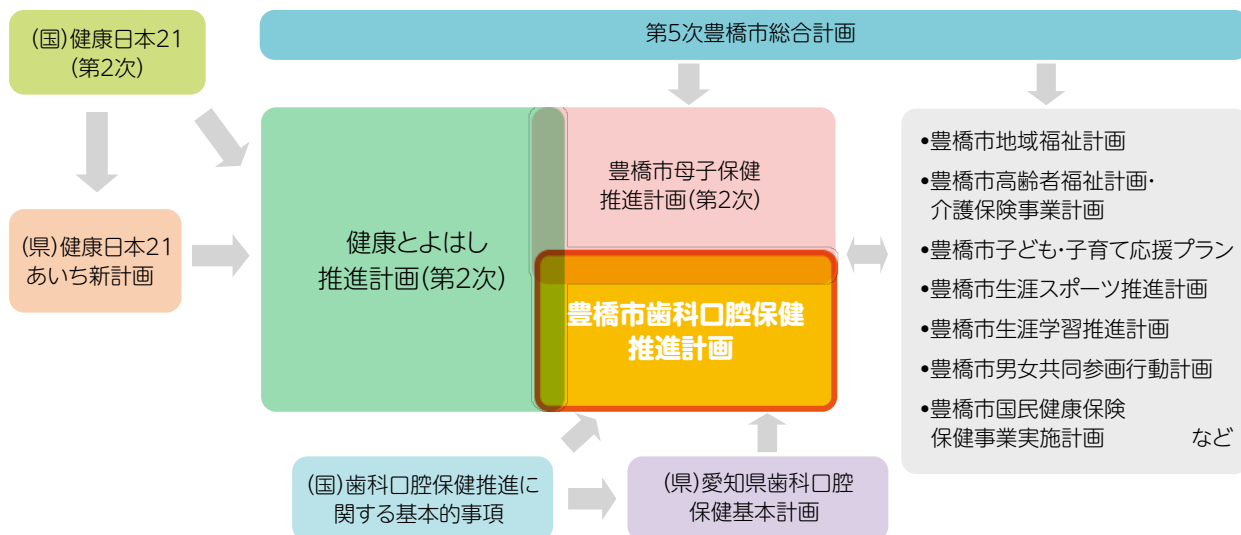 (国)健康日本21
(第2次)
第5次豊橋市総合計画
(県)健康日本21
あいち新計画
健康とよはし
推進計画(第2次)
豊橋市母子保健
推進計画(第2次)
豊橋市歯科口腔保健
推進計画
•豊橋市地域福祉計画
•豊橋市高齢者福祉計画・
介護保険事業計画
•豊橋市子ども・子育て応援プラン
•豊橋市生涯スポーツ推進計画
•豊橋市生涯学習推進計画
•豊橋市男女共同参画行動計画
•豊橋市国民健康保険
保健事業実施計画 など
(国)歯科口腔保健推進に
関する基本的事項
(県)愛知県歯科口腔
保健基本計画